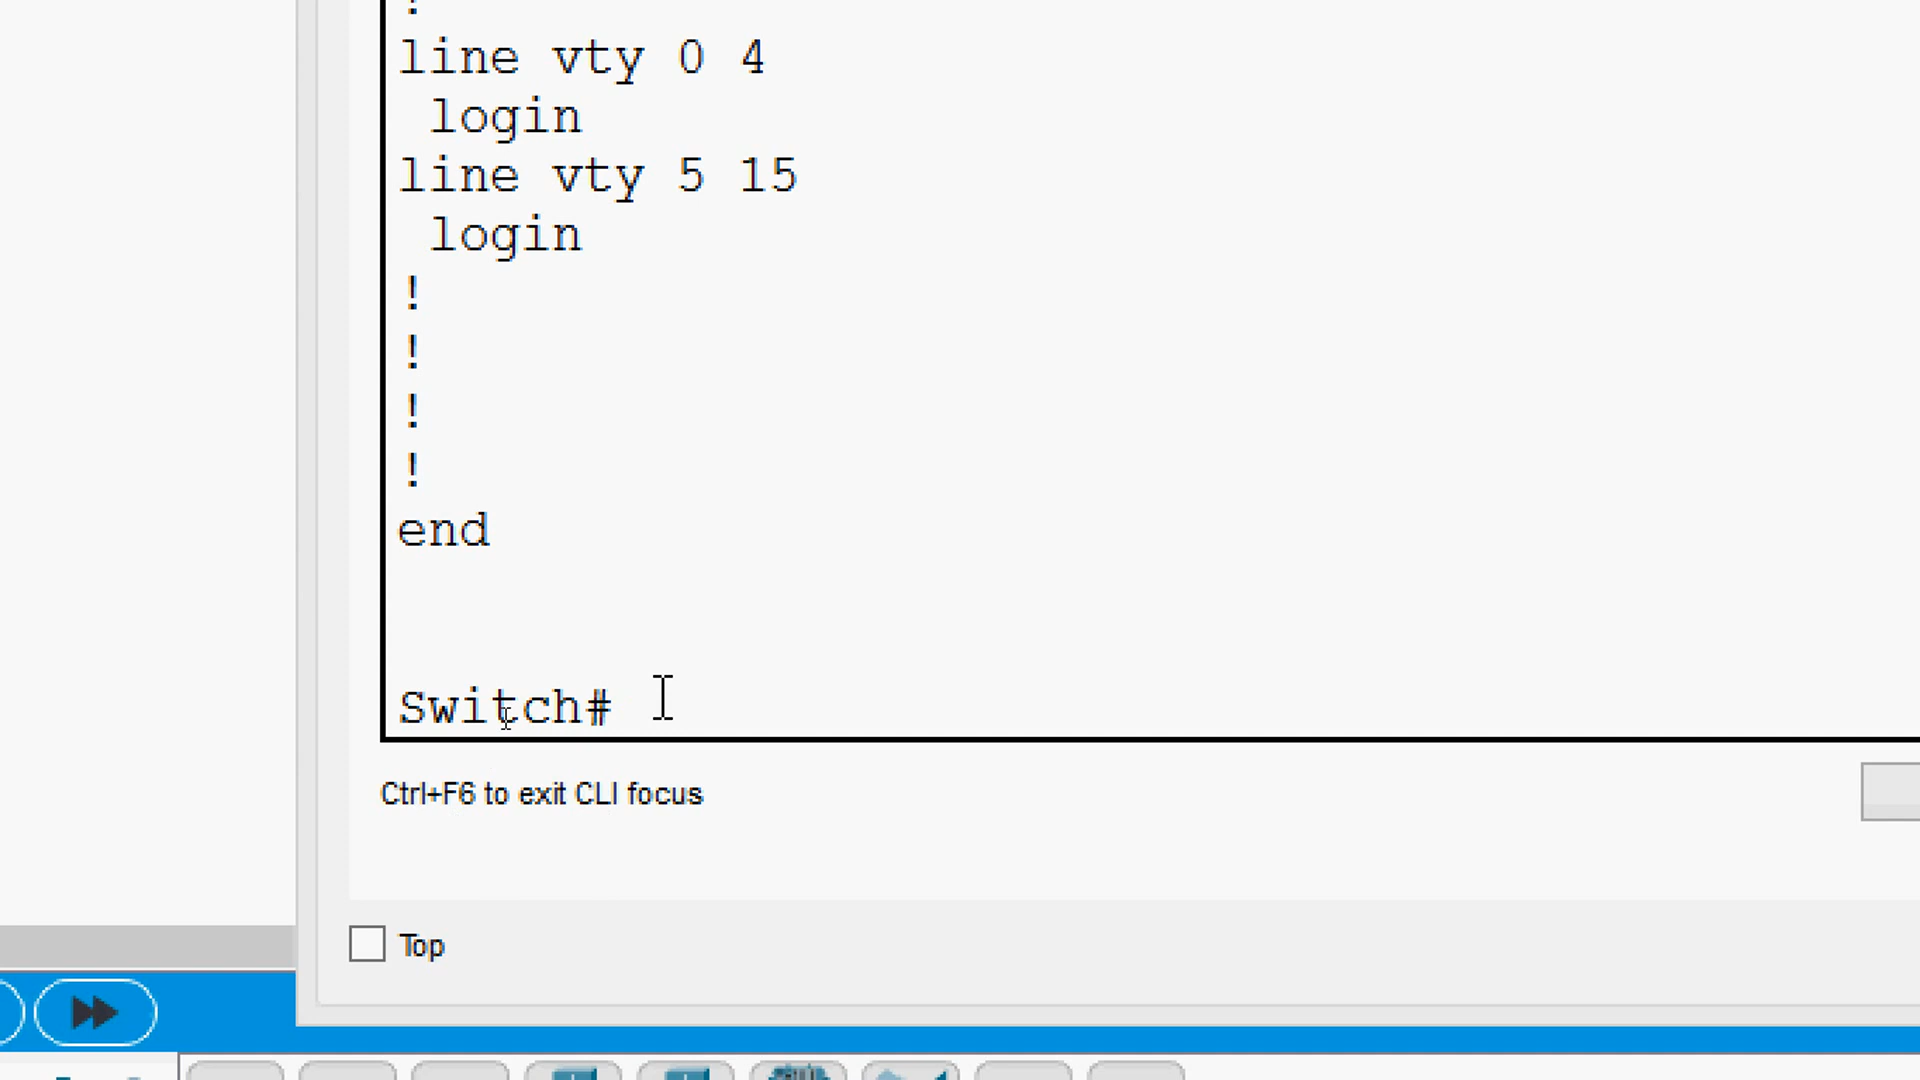 !
line vty 0 4
 login
line vty 5 15
 login
!
!
!
!
end
Switch#
Ctrl+F6 to exit CLI focus
Top